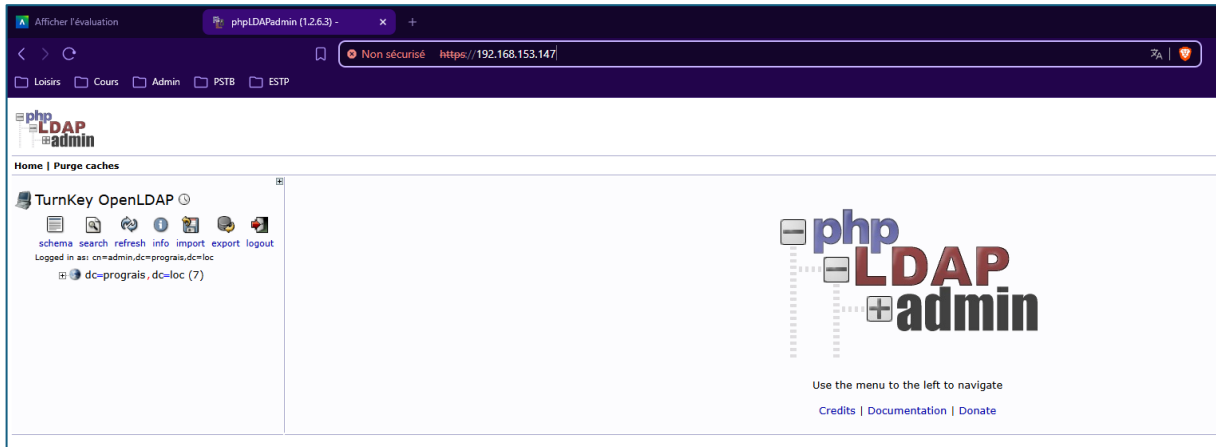 Afficher l'évaluation phpLDAPadmin (1.2.6.3) -
Non sécurisé https://192.168.153.147
Loisirs Cours Admin PSTB ESTP
php
LDAP
admin
Home | Purge caches
TurnKey OpenLDAP
schema search refresh info import export logout
Logged in as: cn=admin,dc=prograis,dc=loc
dc=prograis,dc=loc (7)
php
LDAP
admin
Use the menu to the left to navigate
Credits | Documentation | Donate